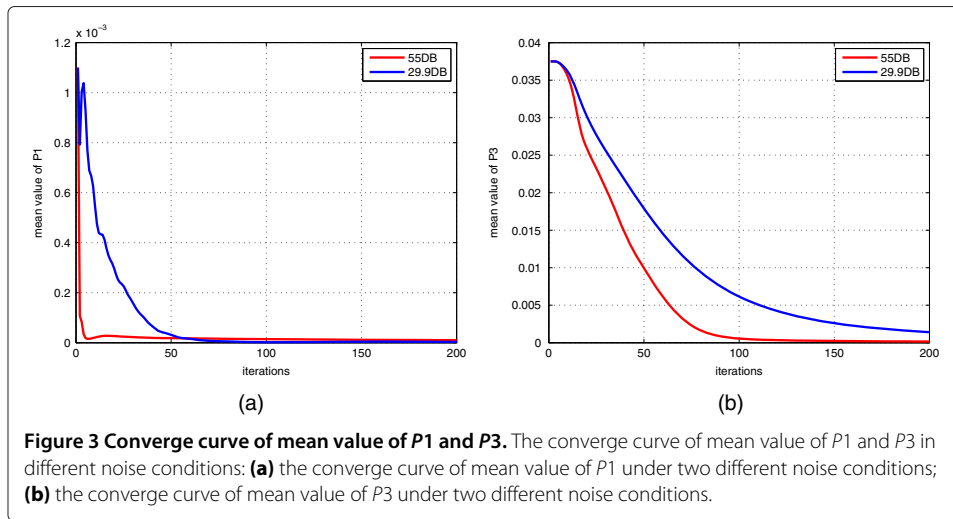 x 10⁻³
1.2
1
0.8
0.6
0.4
0.2
0
mean value of P1
0 50 100 150 200
iterations
55DB
29.9DB
(a)
0.04
0.035
0.03
0.025
0.02
0.015
0.01
0.005
0
mean value of P3
0 50 100 150 200
iterations
55DB
29.9DB
(b)
Figure 3 Converge curve of mean value of P1 and P3. The converge curve of mean value of P1 and P3 in
different noise conditions: (a) the converge curve of mean value of P1 under two different noise conditions;
(b) the converge curve of mean value of P3 under two different noise conditions.